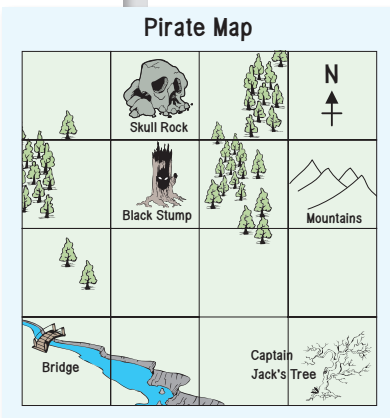 Pirate Map
N
Skull Rock
Black Stump
Mountains
Bridge
Captain
Jack's Tree